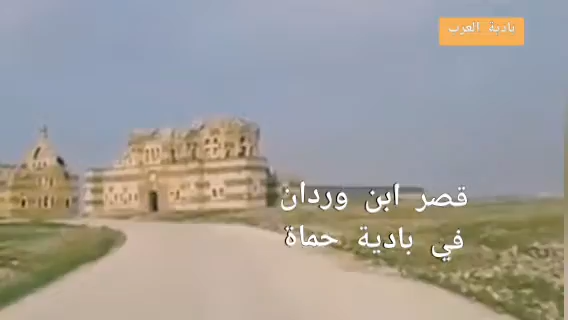 بادية العرب
قصر ابن وردان
في بادية حماة